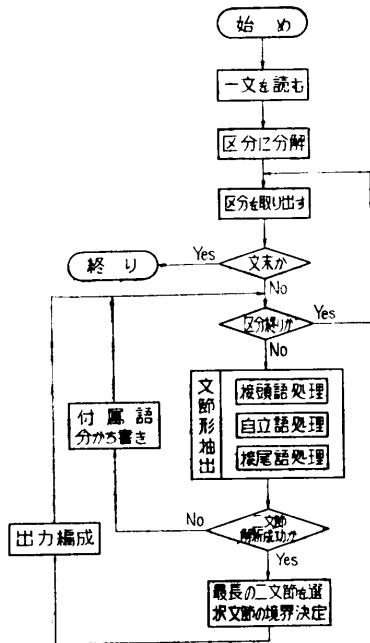 始め
一文を読む
区分に分解
区分を取り出す
文末か
Yes
終り
No
区分終りか
Yes
No
文節形抽出
接頭語処理
自立語処理
接尾語処理
付属語
分かち書き
二文節
解析成功か
No
Yes
出力編成
最長の二文節を選
択文節の境界決定